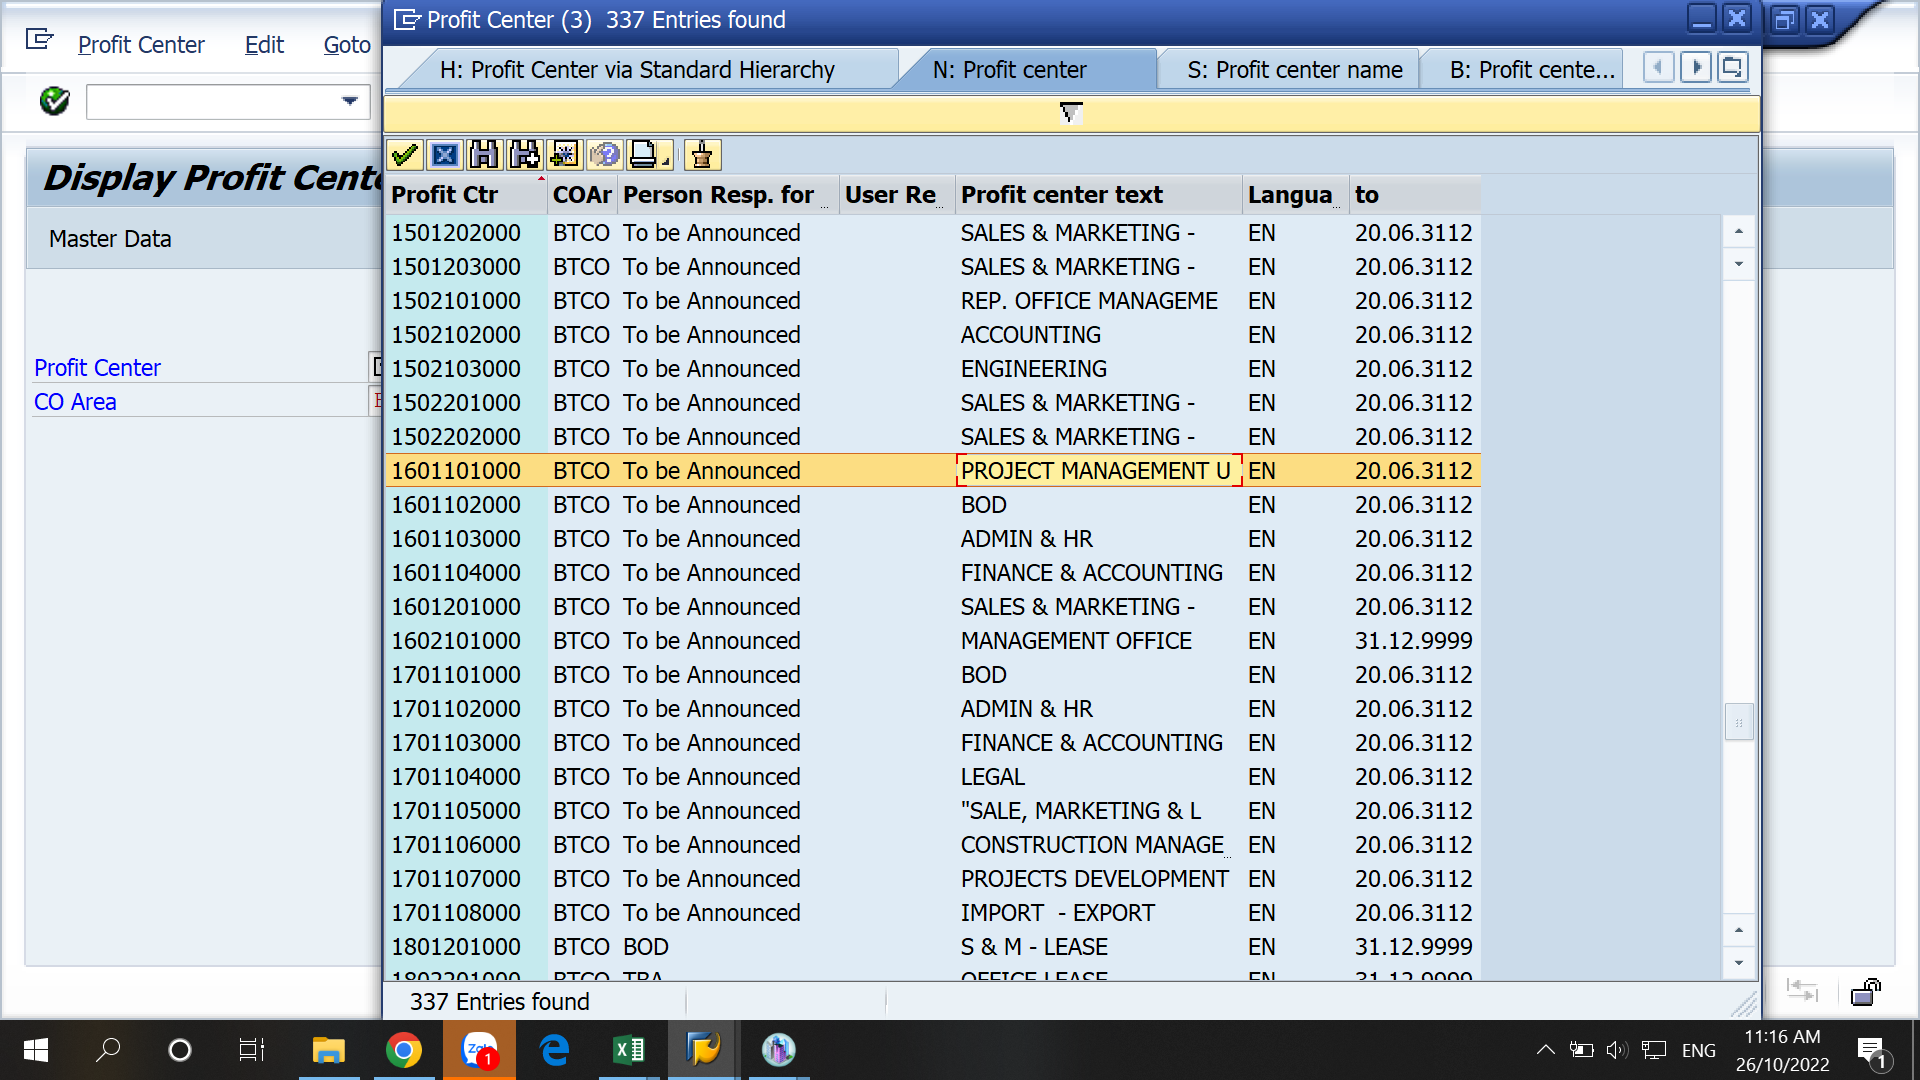 Profit Center (3) 337 Entries found
Profit Center Edit Goto
H: Profit Center via Standard Hierarchy N: Profit center S: Profit center name B: Profit cente...
Display Profit Cent
Master Data
Profit Center
CO Area
Profit Ctr COAr Person Resp. for ... User Re... Profit center text Langua... to
1501202000 BTCO To be Announced SALES & MARKETING - EN 20.06.3112
1501203000 BTCO To be Announced SALES & MARKETING - EN 20.06.3112
1502101000 BTCO To be Announced REP. OFFICE MANAGEME EN 20.06.3112
1502102000 BTCO To be Announced ACCOUNTING EN 20.06.3112
1502103000 BTCO To be Announced ENGINEERING EN 20.06.3112
1502201000 BTCO To be Announced SALES & MARKETING - EN 20.06.3112
1502202000 BTCO To be Announced SALES & MARKETING - EN 20.06.3112
1601101000 BTCO To be Announced PROJECT MANAGEMENT U EN 20.06.3112
1601102000 BTCO To be Announced BOD EN 20.06.3112
1601103000 BTCO To be Announced ADMIN & HR EN 20.06.3112
1601104000 BTCO To be Announced FINANCE & ACCOUNTING EN 20.06.3112
1601201000 BTCO To be Announced SALES & MARKETING - EN 20.06.3112
1602101000 BTCO To be Announced MANAGEMENT OFFICE EN 31.12.9999
1701101000 BTCO To be Announced BOD EN 20.06.3112
1701102000 BTCO To be Announced ADMIN & HR EN 20.06.3112
1701103000 BTCO To be Announced FINANCE & ACCOUNTING EN 20.06.3112
1701104000 BTCO To be Announced LEGAL EN 20.06.3112
1701105000 BTCO To be Announced "SALE, MARKETING & L EN 20.06.3112
1701106000 BTCO To be Announced CONSTRUCTION MANAGE... EN 20.06.3112
1701107000 BTCO To be Announced PROJECTS DEVELOPMENT EN 20.06.3112
1701108000 BTCO To be Announced IMPORT - EXPORT EN 20.06.3112
1801201000 BTCO BOD S & M - LEASE EN 31.12.9999
1802201000 BTCO TBA OFFICE LEASE EN 31.12.9999
337 Entries found
Zalo 1
ENG
11:16 AM
26/10/2022
1